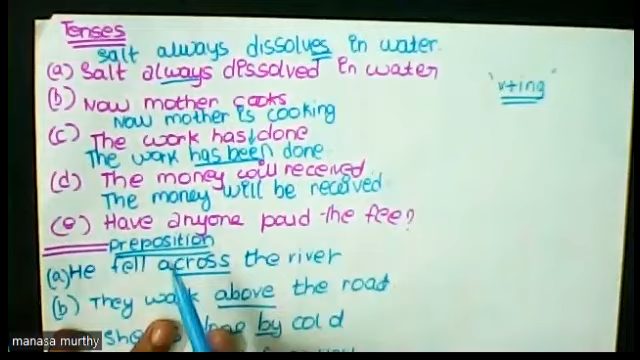 Tenses
Salt always dissolves in water.
(a) Salt always dissolved in water
"v+ing"
(b) Now mother cooks
Now mother is cooking
(c) The work has done
The work has been done
(d) The money will received
The money will be received
(e) Have anyone paid the fee?
preposition
(a) He fell across the river
(b) They walk above the road
She by cold
manasa murthy